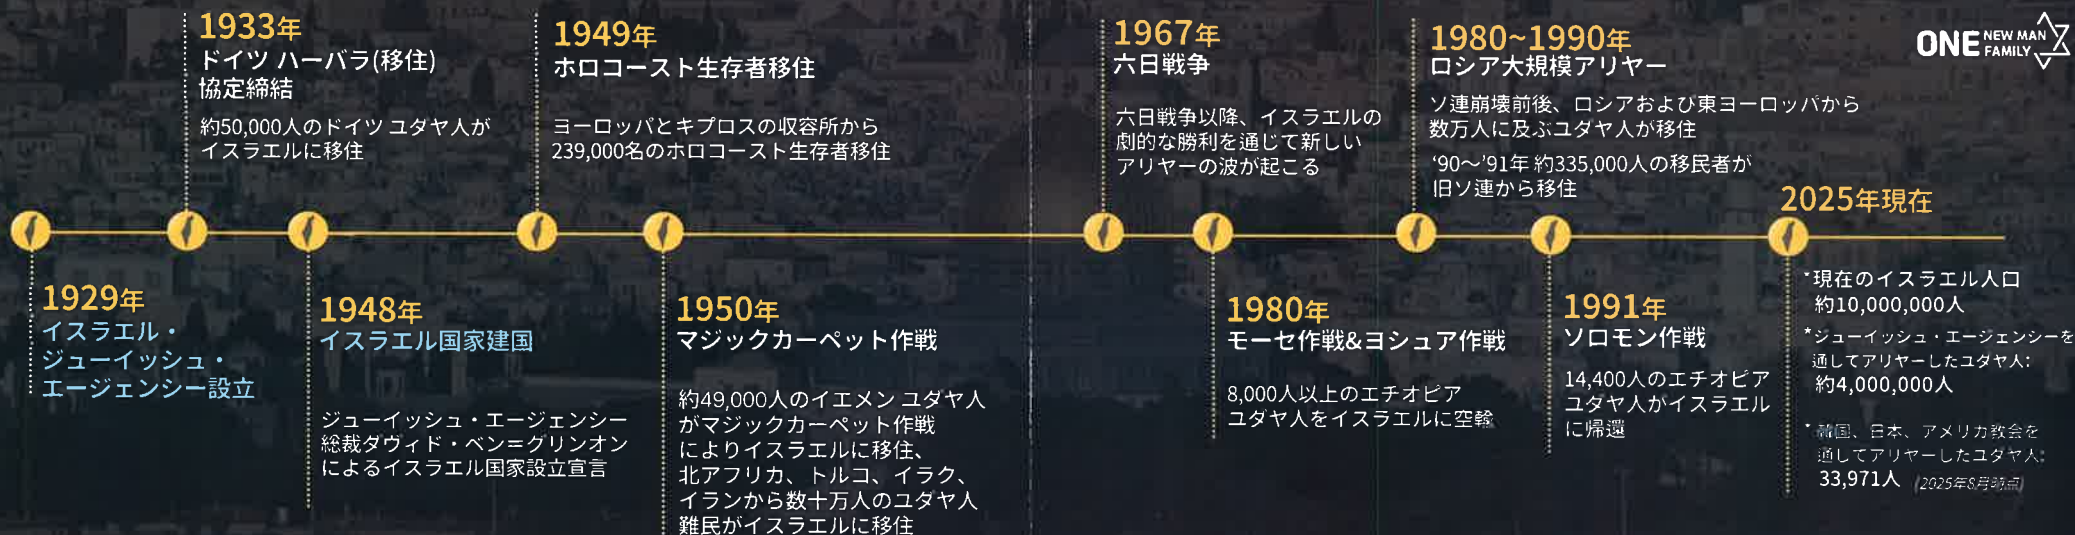 1933年
ドイツ ハーバラ(移住)
協定締結
約50,000人のドイツ ユダヤ人が
イスラエルに移住
1949年
ホロコースト生存者移住
ヨーロッパとキプロスの収容所から
239,000名のホロコースト生存者移住
1967年
六日戦争
六日戦争以降、イスラエルの
劇的な勝利を通じて新しい
アリヤーの波が起こる
1980~1990年
ロシア大規模アリヤー
ソ連崩壊前後、ロシアおよび東ヨーロッパから
数万人に及ぶユダヤ人が移住
‘90〜’91年 約335,000人の移民者が
旧ソ連から移住
ONE NEW MAN
FAMILY
1929年
イスラエル・
ジューイッシュ・
エージェンシー設立
1948年
イスラエル国家建国
ジューイッシュ・エージェンシー
総裁ダヴィド・ベン=グリンオン
によるイスラエル国家設立宣言
1950年
マジックカーペット作戦
約49,000人のイエメン ユダヤ人
がマジックカーペット作戦
によりイスラエルに移住、
北アフリカ、トルコ、イラク、
イランから数十万人のユダヤ人
難民がイスラエルに移住
1980年
モーセ作戦&ヨシュア作戦
8,000人以上のエチオピア
ユダヤ人をイスラエルに空輸
1991年
ソロモン作戦
14,400人のエチオピア
ユダヤ人がイスラエル
に帰還
2025年現在
*現在のイスラエル人口
約10,000,000人
*ジューイッシュ・エージェンシーを
通してアリヤーしたユダヤ人:
約4,000,000人
*韓国、日本、アメリカ教会を
通してアリヤーしたユダヤ人:
33,971人 (2025年8月時点)